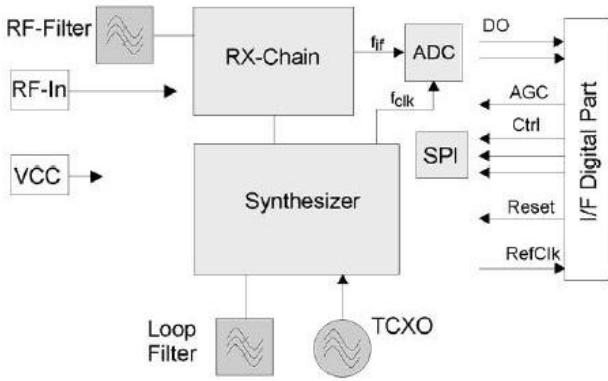 RF-Filter
RX-Chain
f_if
ADC
DO
RF-In
f_clk
AGC
Ctrl
SPI
VCC
Synthesizer
Reset
RefClk
I/F Digital Part
Loop
Filter
TCXO